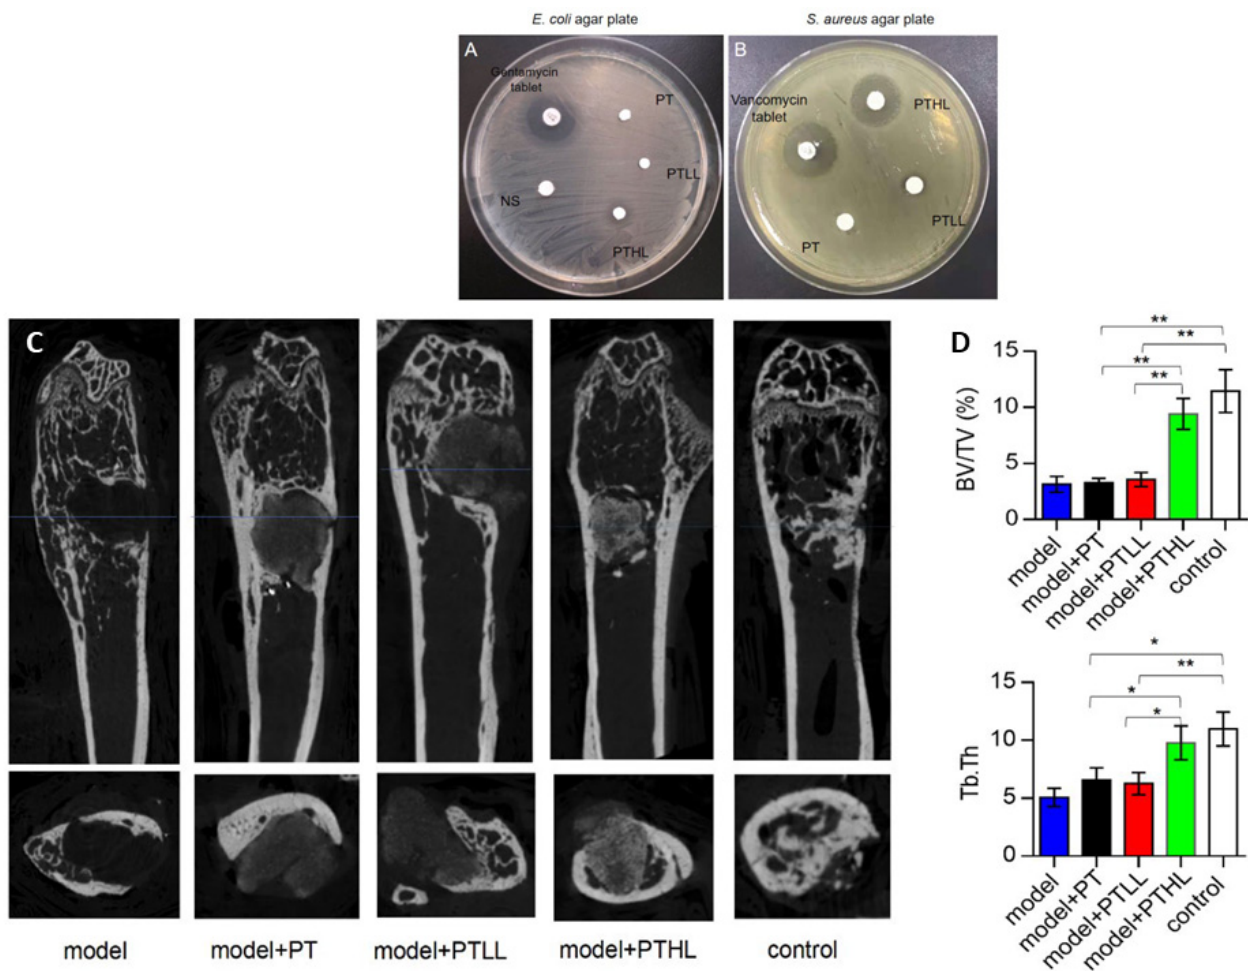 E. coli agar plate
S. aureus agar plate
A
Gentamycin
tablet
PT
PTLL
NS
PTHL
B
Vancomycin
tablet
PTHL
PTLL
PT
C
model
model+PT
model+PTLL
model+PTHL
control
D
**
**
**
**
15
10
5
0
BV/TV (%)
model
model+PT
model+PTLL
model+PTHL
control
*
**
*
*
15
10
5
0
Tb.Th
model
model+PT
model+PTLL
model+PTHL
control